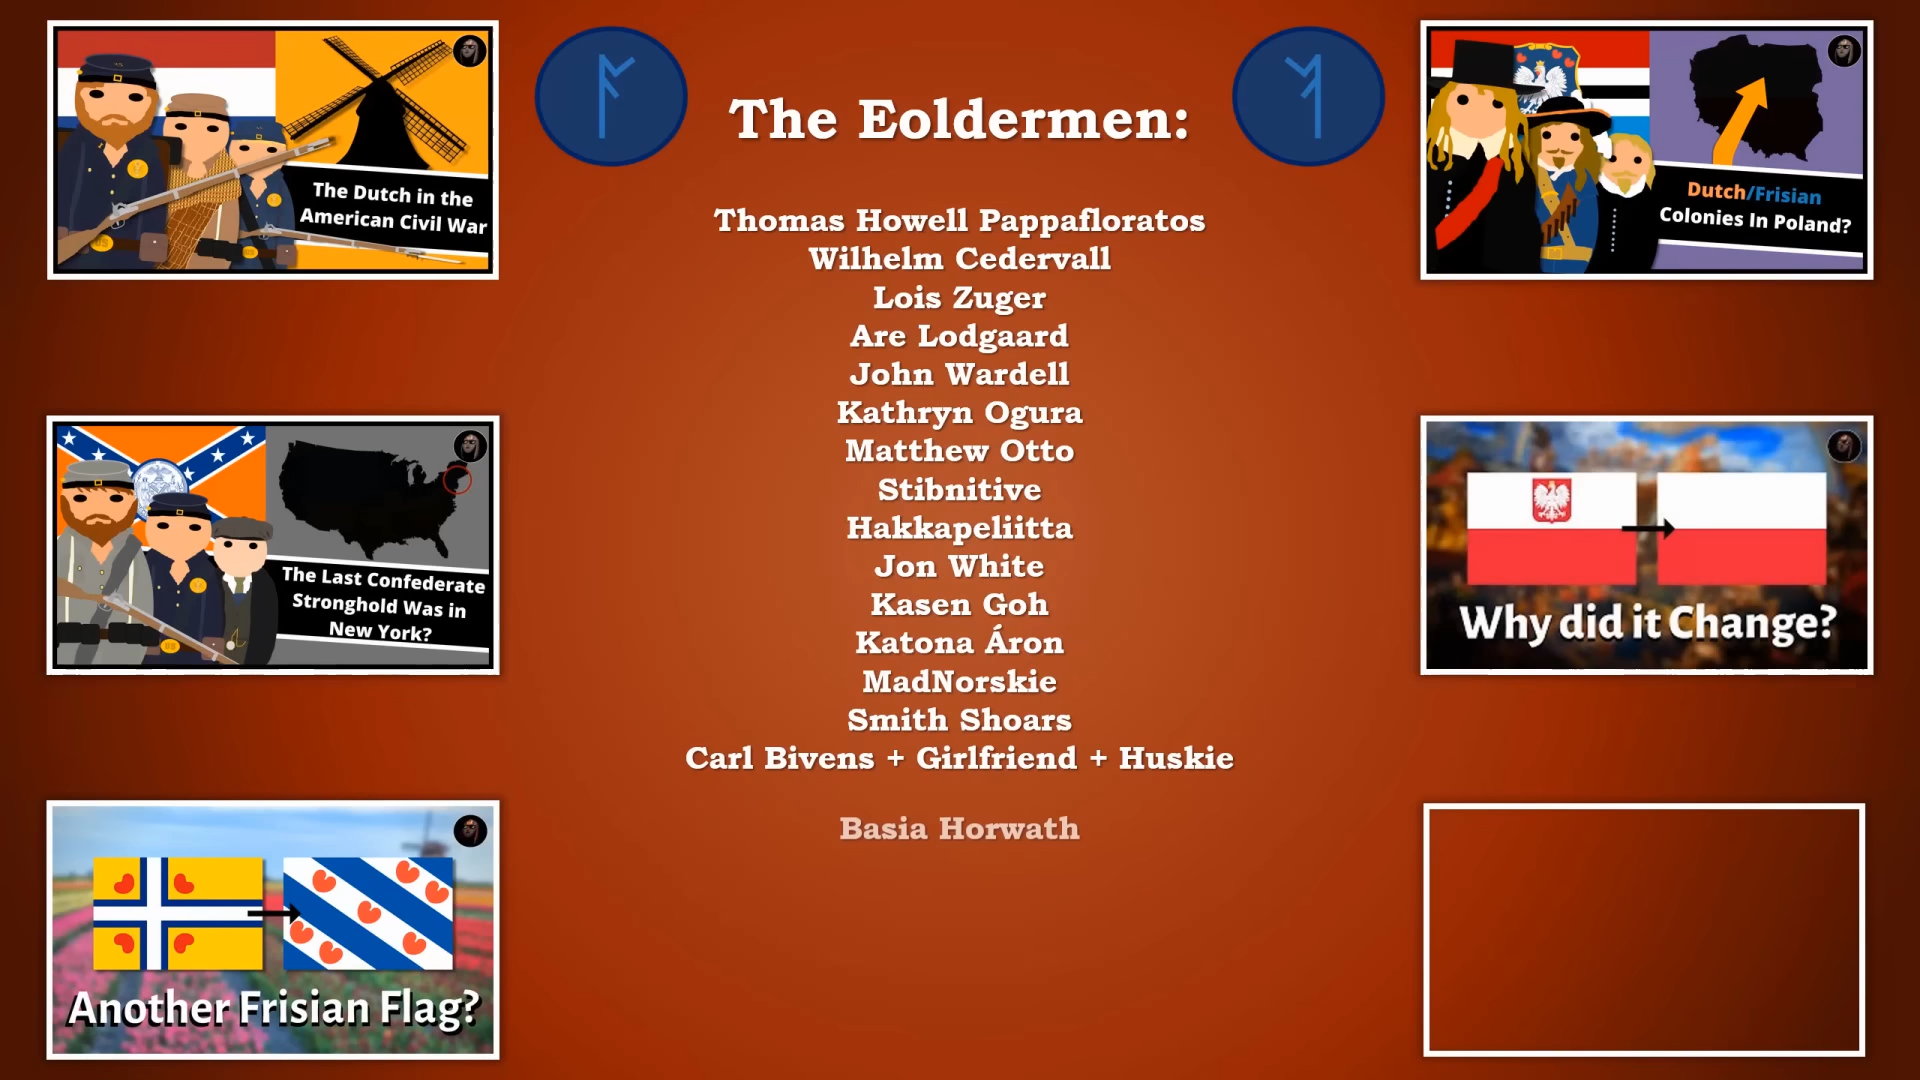 The Dutch in the
American Civil War
The Last Confederate
Stronghold Was in
New York?
Another Frisian Flag?
ᚨ
The Eoldermen:
Thomas Howell Pappafloratos
Wilhelm Cedervall
Lois Zuger
Are Lodgaard
John Wardell
Kathryn Ogura
Matthew Otto
Stibnitive
Hakkapeliitta
Jon White
Kasen Goh
Katona Áron
MadNorskie
Smith Shoars
Carl Bivens + Girlfriend + Huskie
Basia Horwath
Dutch/Frisian
Colonies In Poland?
Why did it Change?